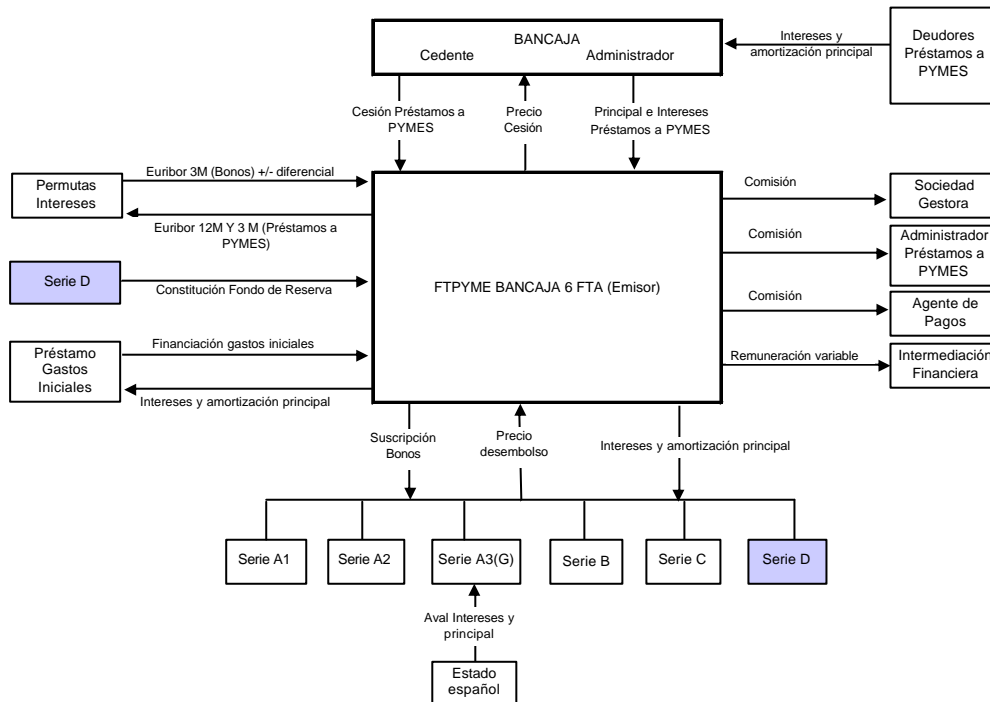 BANCAJA
Cedente Administrador
Intereses y
amortización principal
Deudores
Préstamos a
PYMES
Cesión Préstamos a
PYMES
Precio
Cesión
Principal e Intereses
Préstamos a PYMES
Permutas
Intereses
Euribor 3M (Bonos) +/- diferencial
Euribor 12M Y 3 M (Préstamos a
PYMES)
Serie D
Constitución Fondo de Reserva
Préstamo
Gastos
Iniciales
Financiación gastos iniciales
Intereses y amortización principal
FTPYME BANCAJA 6 FTA (Emisor)
Comisión
Sociedad
Gestora
Comisión
Administrador
Préstamos a
PYMES
Comisión
Agente de
Pagos
Remuneración variable
Intermediación
Financiera
Suscripción
Bonos
Precio
desembolso
Intereses y amortización principal
Serie A1
Serie A2
Serie A3(G)
Serie B
Serie C
Serie D
Aval Intereses y
principal
Estado
español